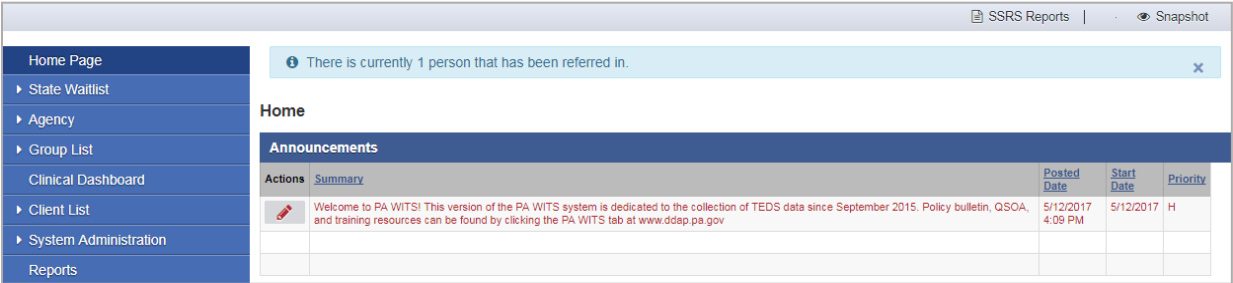 SSRS Reports | Snapshot
Home Page
State Waitlist
Agency
Group List
Clinical Dashboard
Client List
System Administration
Reports
There is currently 1 person that has been referred in. ×
Home
Announcements
Actions Summary Posted Date Start Date Priority
Welcome to PA WITS! This version of the PA WITS system is dedicated to the collection of TEDS data since September 2015. Policy bulletin, QSOA,
and training resources can be found by clicking the PA WITS tab at www.ddap.pa.gov
5/12/2017
4:09 PM
5/12/2017
H